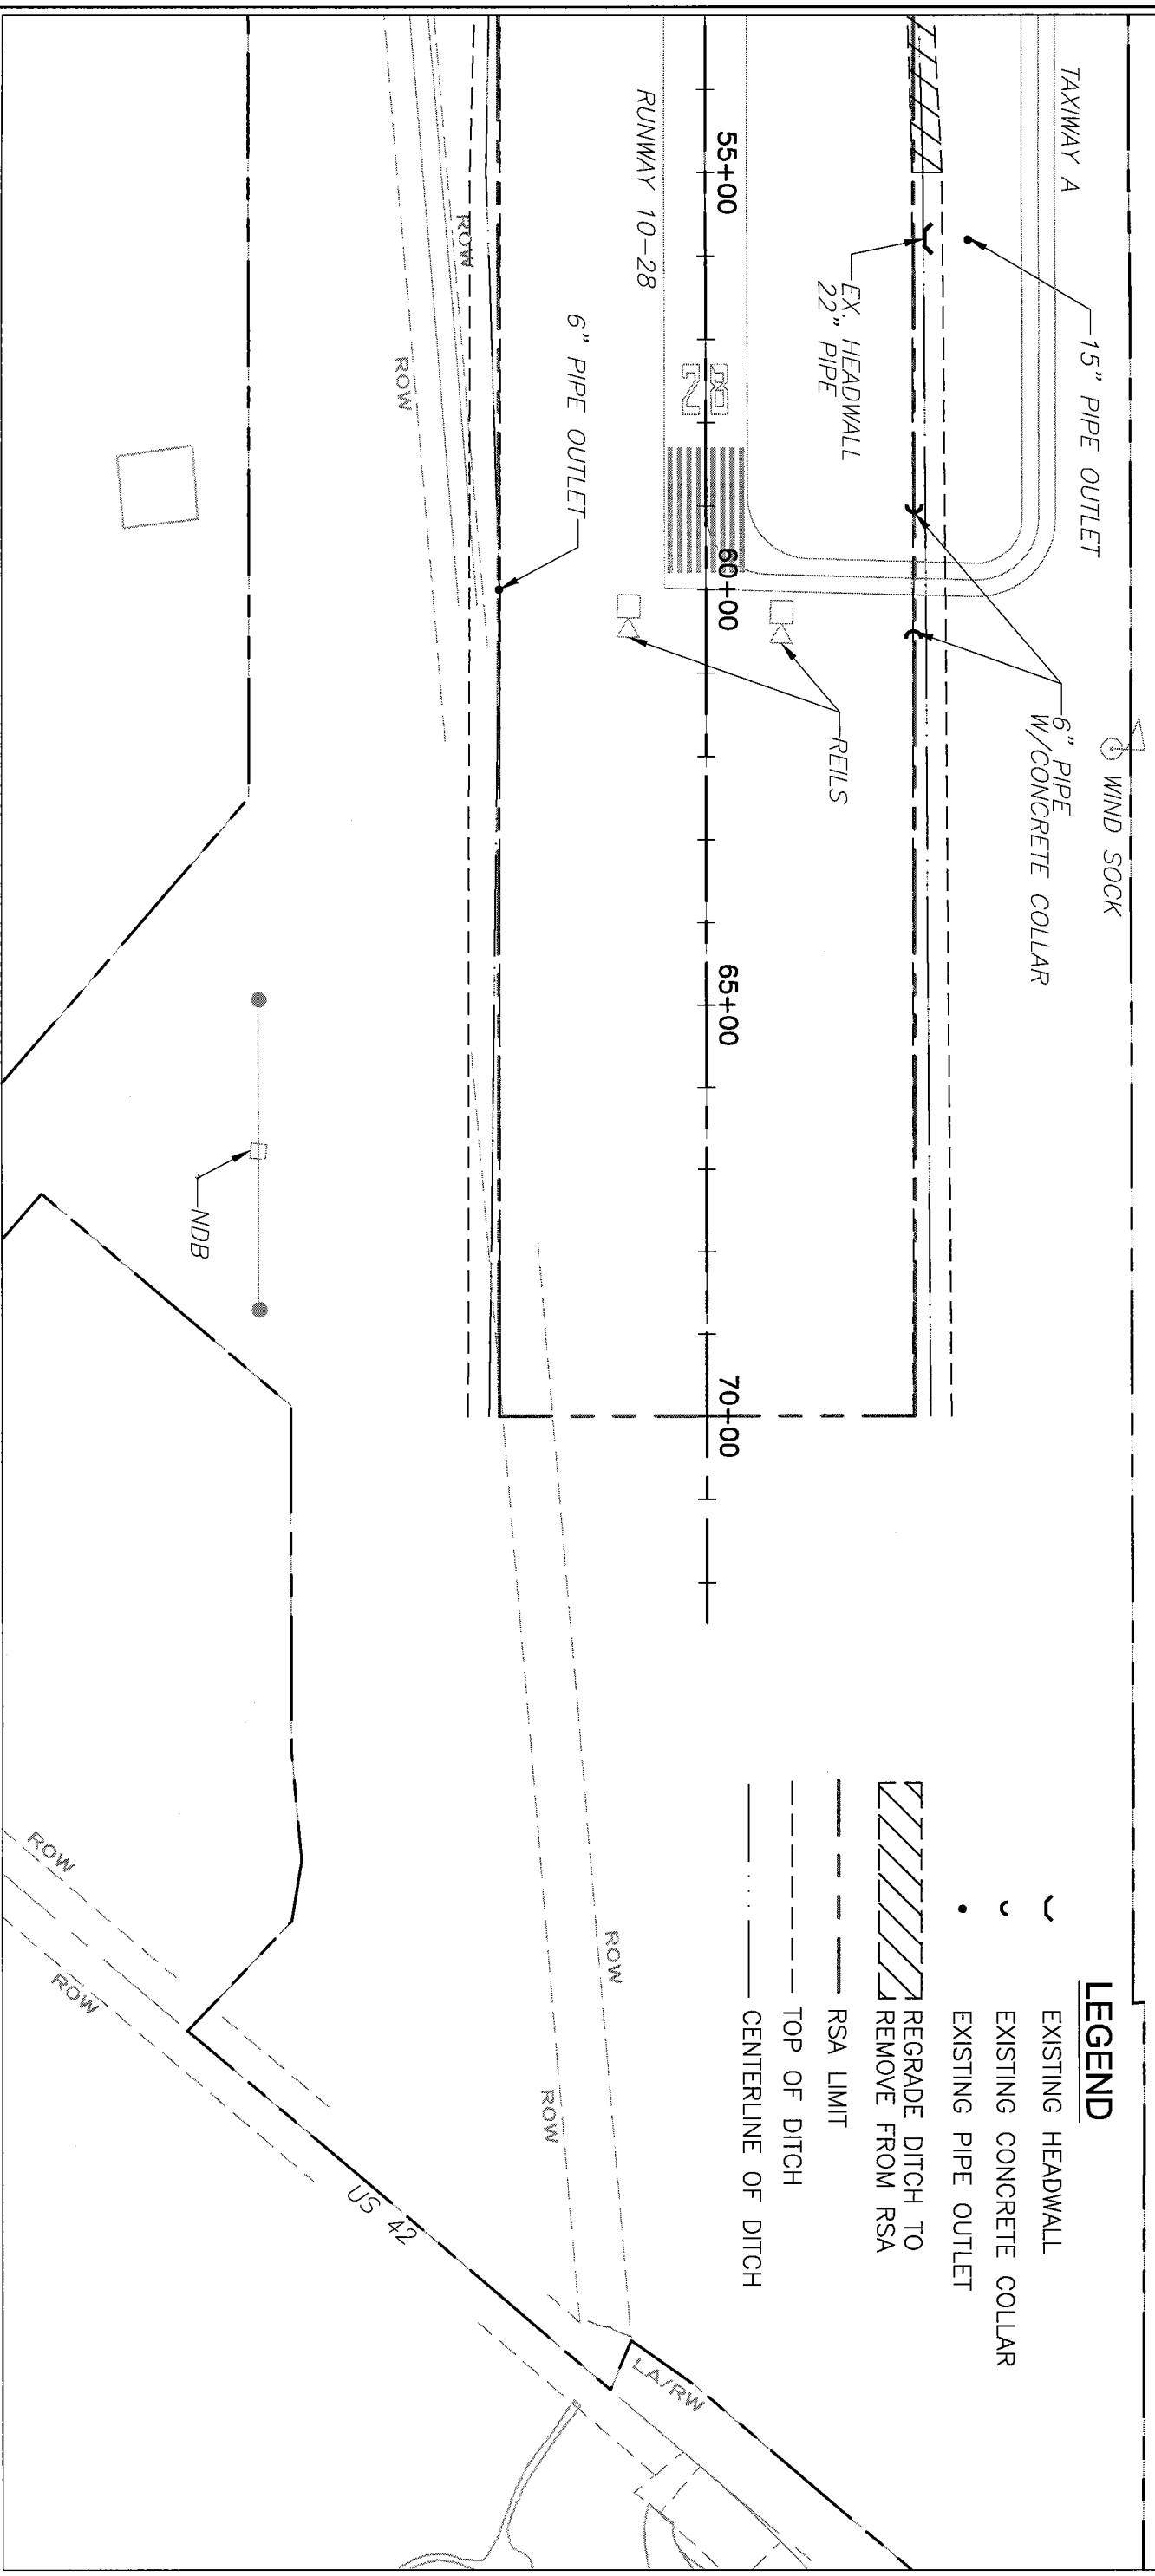 TAXIWAY A
15" PIPE OUTLET
WIND SOCK
6" PIPE
W/CONCRETE COLLAR
EX. HEADWALL
22" PIPE
55+00
60+00
65+00
70+00
RUNWAY 10-28
28
REILS
6" PIPE OUTLET
ROW
ROW
NDB
ROW
ROW
ROW
ROW
US 42
LA/RW
LEGEND
EXISTING HEADWALL
EXISTING CONCRETE COLLAR
EXISTING PIPE OUTLET
REGRADE DITCH TO
REMOVE FROM RSA
RSA LIMIT
TOP OF DITCH
CENTERLINE OF DITCH